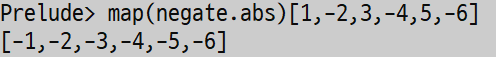 Prelude> map(negate.abs)[1,-2,3,-4,5,-6]
[-1,-2,-3,-4,-5,-6]